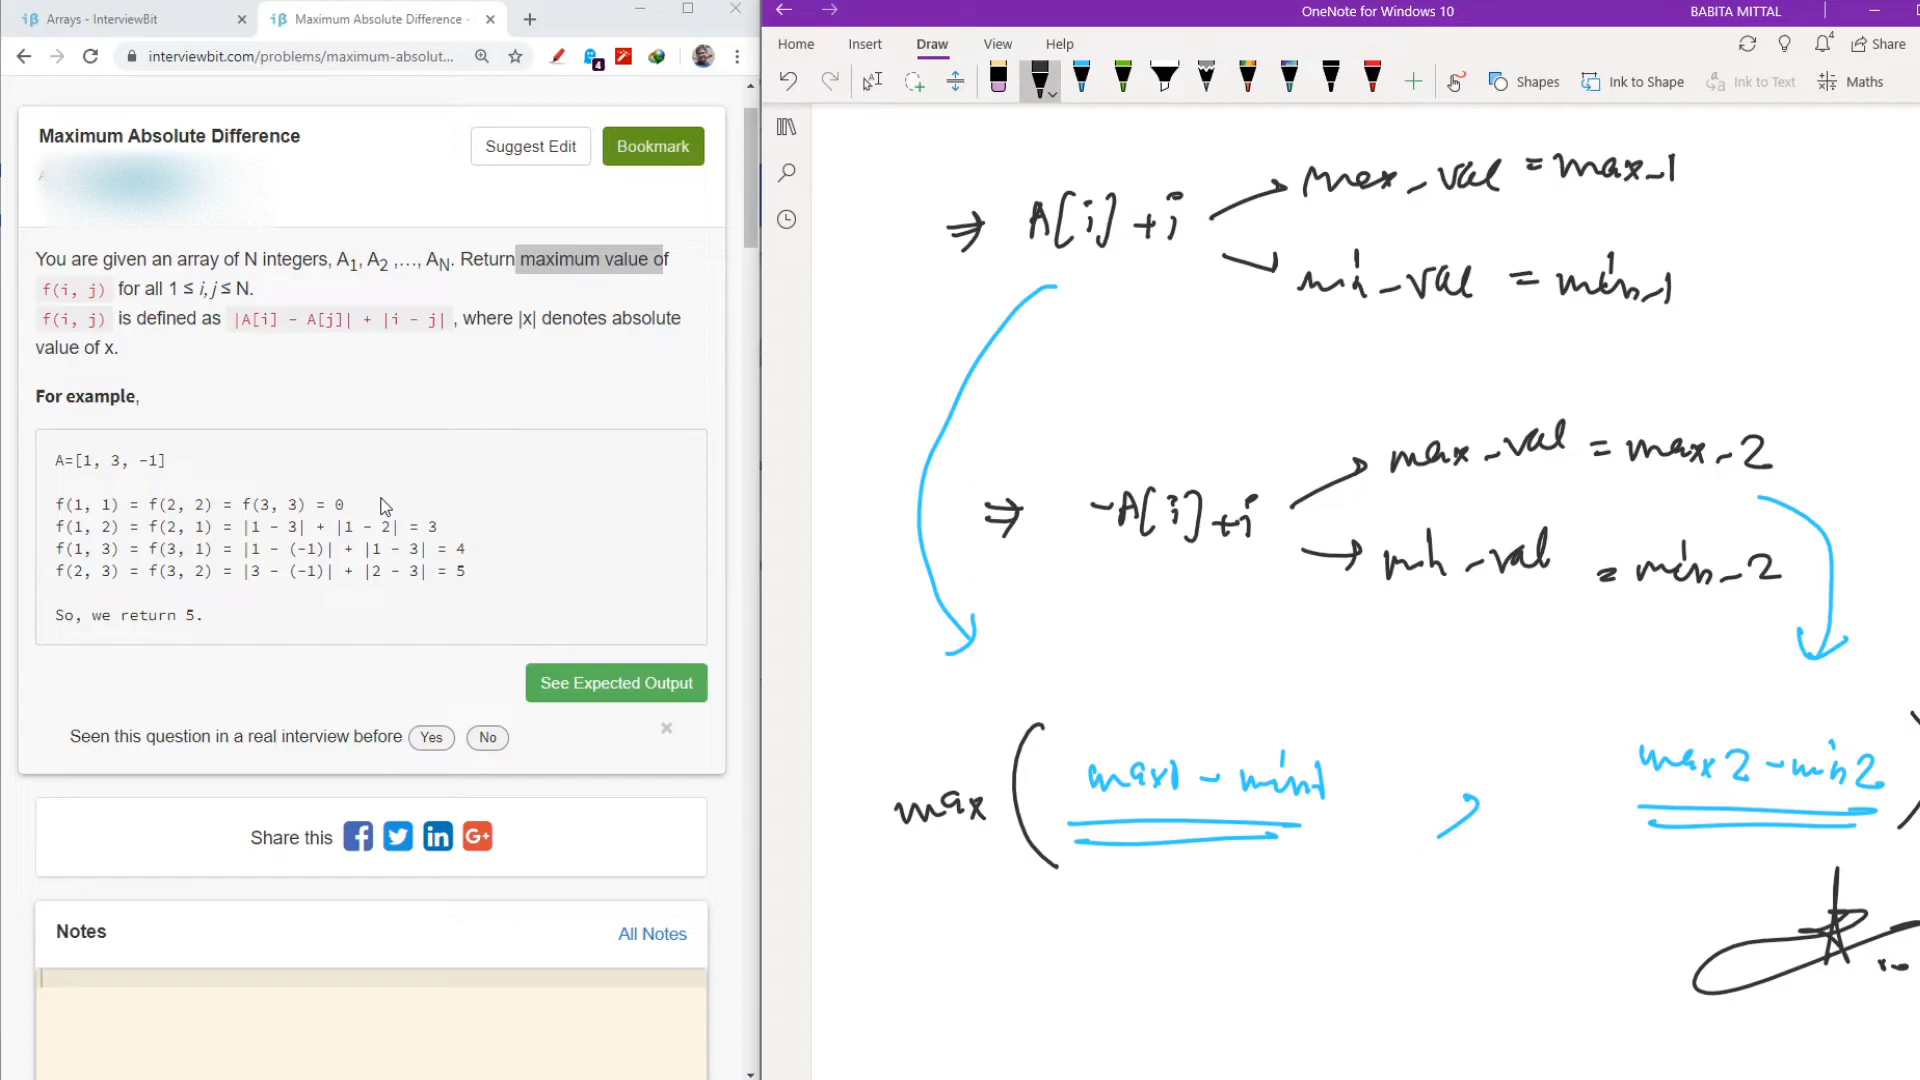 Arrays - InterviewBit
Maximum Absolute Difference -
interviewbit.com/problems/maximum-absolut...
4
Maximum Absolute Difference
Suggest Edit
Bookmark
You are given an array of N integers, A1, A2 ,..., AN. Return maximum value of
f(i, j) for all 1 ≤ i, j ≤ N.
f(i, j) is defined as |A[i] - A[j]| + |i - j| , where |x| denotes absolute
value of x.
For example,
A=[1, 3, -1]
f(1, 1) = f(2, 2) = f(3, 3) = 0
f(1, 2) = f(2, 1) = |1 - 3| + |1 - 2| = 3
f(1, 3) = f(3, 1) = |1 - (-1)| + |1 - 3| = 4
f(2, 3) = f(3, 2) = |3 - (-1)| + |2 - 3| = 5
So, we return 5.
See Expected Output
Seen this question in a real interview before Yes No
Share this
Notes
All Notes
OneNote for Windows 10
BABITA MITTAL
Home Insert Draw View Help
4
Share
Shapes
Ink to Shape
Ink to Text
Maths
⇒ A[i] + i
max_val = max_1
min_val = min_1
⇒ -A[i] + i
max_val = max_2
min_val = min_2
max ( max1 - min1 , max2 - min2 )